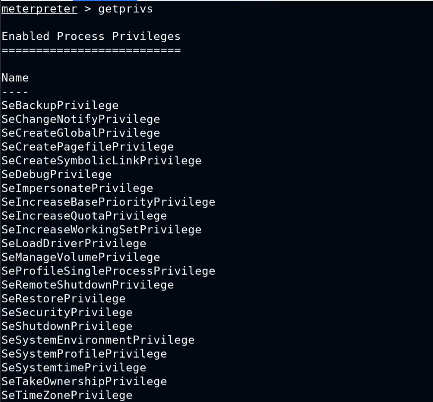 meterpreter > getprivs
Enabled Process Privileges
==========================
Name
----
SeBackupPrivilege
SeChangeNotifyPrivilege
SeCreateGlobalPrivilege
SeCreatePagefilePrivilege
SeCreateSymbolicLinkPrivilege
SeDebugPrivilege
SeImpersonatePrivilege
SeIncreaseBasePriorityPrivilege
SeIncreaseQuotaPrivilege
SeIncreaseWorkingSetPrivilege
SeLoadDriverPrivilege
SeManageVolumePrivilege
SeProfileSingleProcessPrivilege
SeRemoteShutdownPrivilege
SeRestorePrivilege
SeSecurityPrivilege
SeShutdownPrivilege
SeSystemEnvironmentPrivilege
SeSystemProfilePrivilege
SeSystemtimePrivilege
SeTakeOwnershipPrivilege
SeTimeZonePrivilege